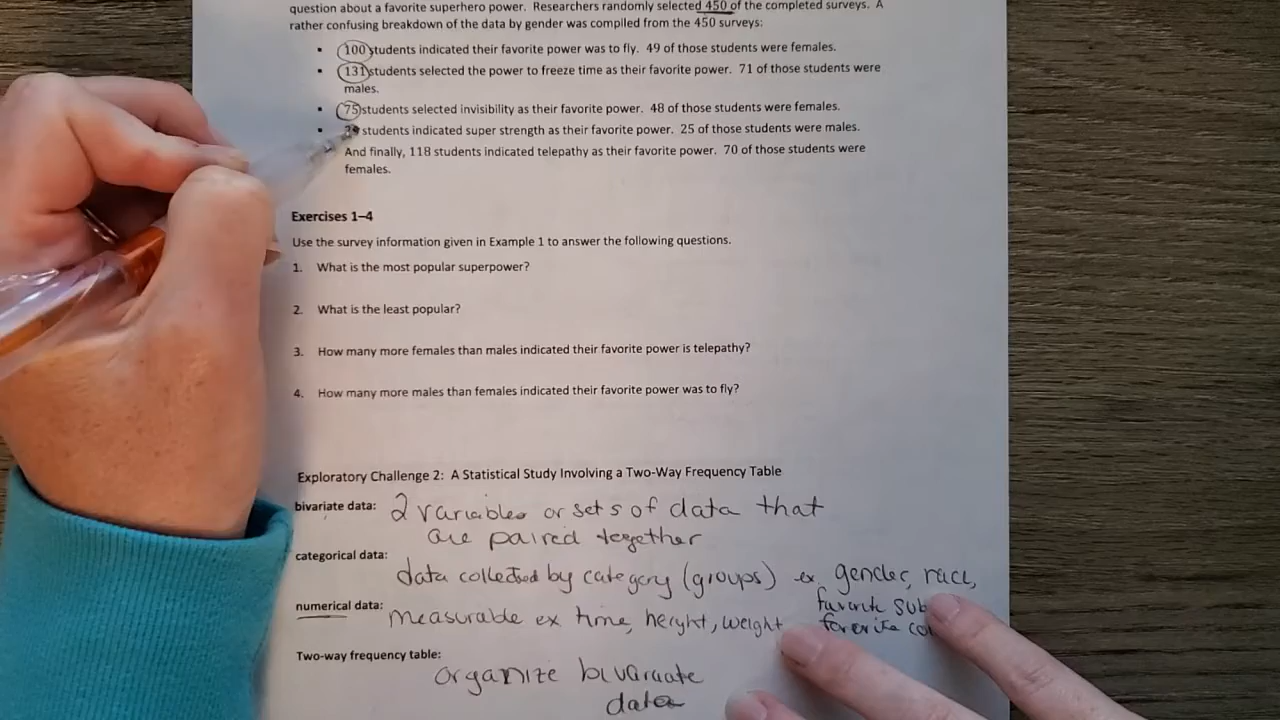 question about a favorite superhero power. Researchers randomly selected 450 of the completed surveys. A
rather confusing breakdown of the data by gender was compiled from the 450 surveys:
▪ 100 students indicated their favorite power was to fly. 49 of those students were females.
▪ 131 students selected the power to freeze time as their favorite power. 71 of those students were
males.
▪ 75 students selected invisibility as their favorite power. 48 of those students were females.
▪ students indicated super strength as their favorite power. 25 of those students were males.
And finally, 118 students indicated telepathy as their favorite power. 70 of those students were
females.
Exercises 1–4
Use the survey information given in Example 1 to answer the following questions.
1. What is the most popular superpower?
2. What is the least popular?
3. How many more females than males indicated their favorite power is telepathy?
4. How many more males than females indicated their favorite power was to fly?
Exploratory Challenge 2: A Statistical Study Involving a Two-Way Frequency Table
bivariate data: 2 variables or sets of data that
are paired together
categorical data: data collected by category (groups) ex. gender, race,
favorite
numerical data: measurable ex time, height, weight favorite
Two-way frequency table: organize bivariate
data